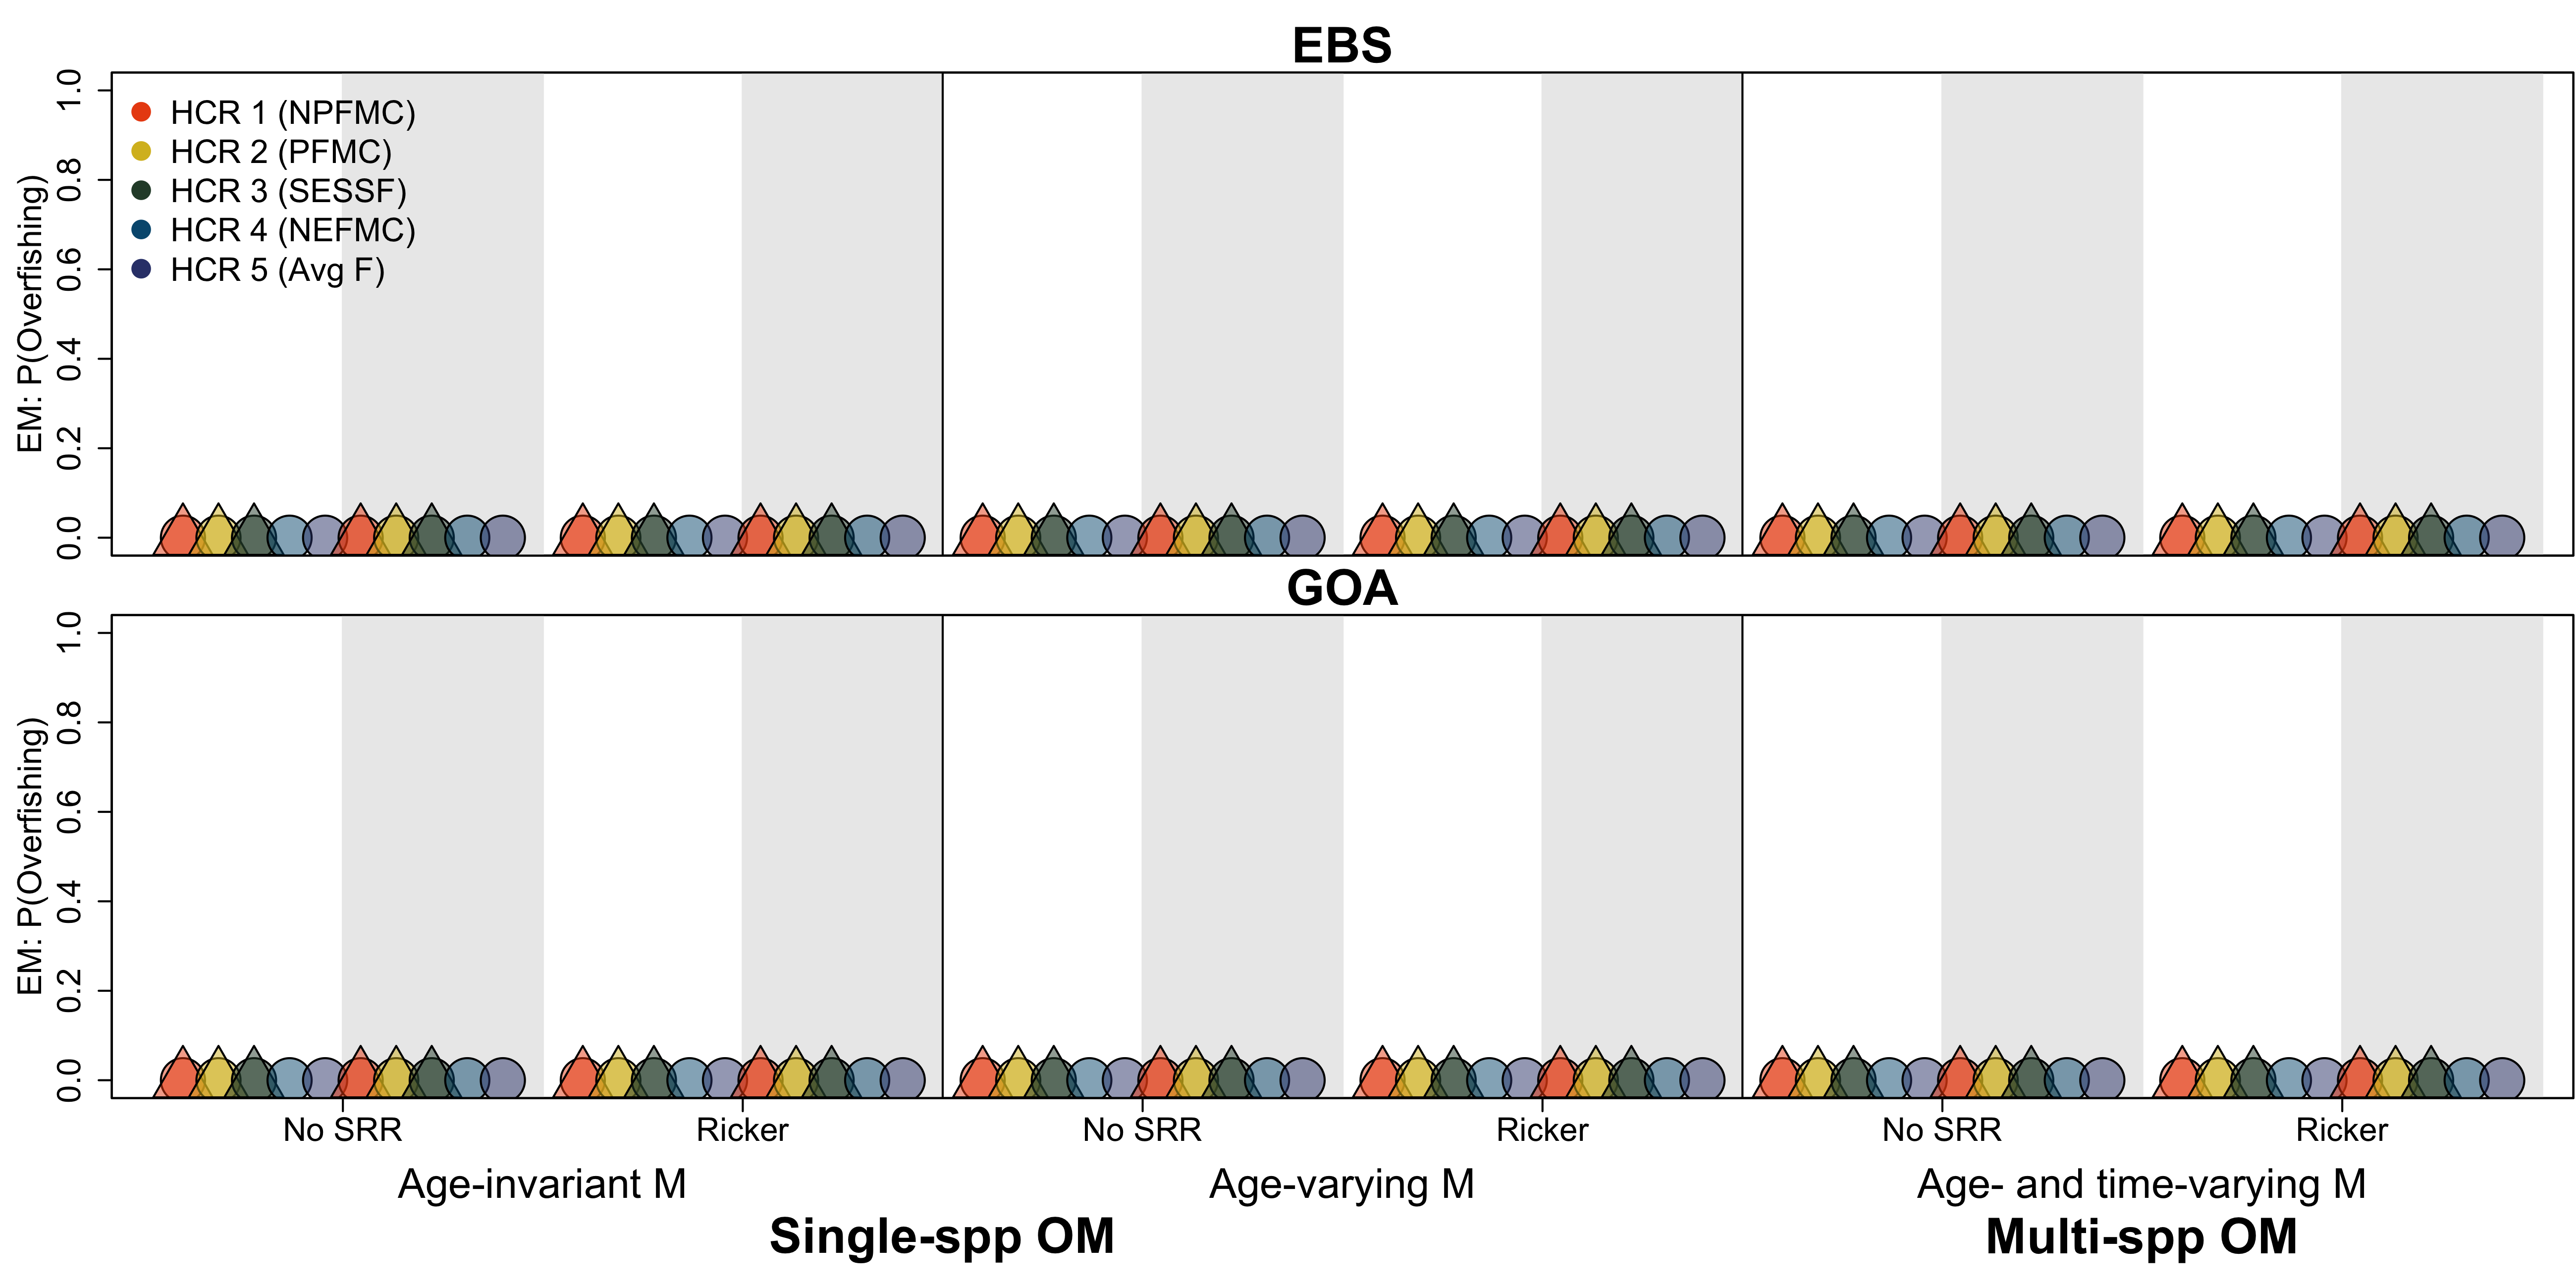 EBS
EM: P(Overfishing)
1.0
0.8
0.6
0.4
0.2
0.0
HCR 1 (NPFMC)
HCR 2 (PFMC)
HCR 3 (SESSF)
HCR 4 (NEFMC)
HCR 5 (Avg F)
GOA
EM: P(Overfishing)
1.0
0.8
0.6
0.4
0.2
0.0
No SRR Ricker No SRR Ricker No SRR Ricker
Age-invariant M Age-varying M Age- and time-varying M
Single-spp OM Multi-spp OM